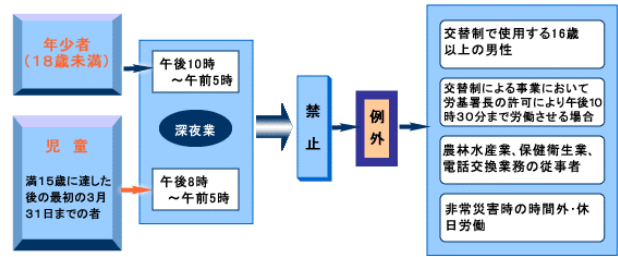 年少者
(18歳未満)
児童
満15歳に達した
後の最初の3月
31日までの者
午後10時
～午前5時
深夜業
午後8時
～午前5時
禁止
例外
交替制で使用する16歳
以上の男性
交替制による事業において
労基署長の許可により午後10
時30分まで労働させる場合
農林水産業、保健衛生業、
電話交換業務の従事者
非常災害時の時間外・休
日労働